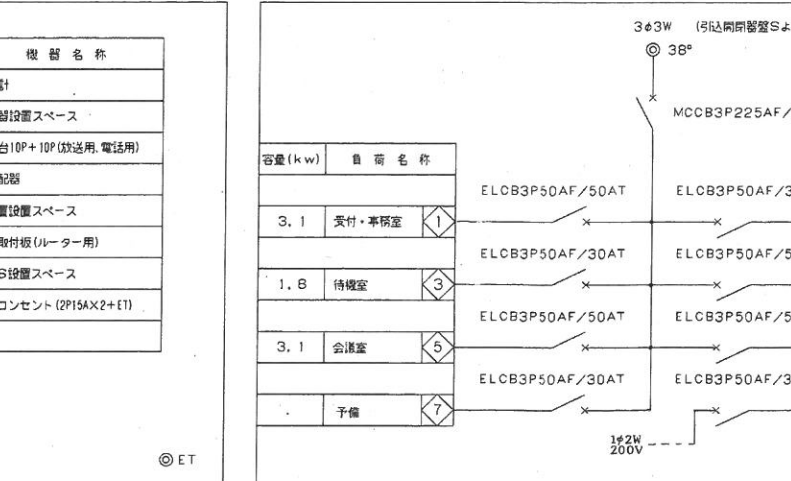 機器名称
設置スペース
台10P+10P(放送用,電話用)
配器
設置スペース
取付板(ルーター用)
S設置スペース
コンセント(2P15A×2+ET)
ET
3φ3W (引込開閉器盤Sよ
38°
MCCB3P225AF/
容量(kw) 負荷名称
ELCB3P50AF/50AT ELCB3P50AF/3
3.1 受付・事務室 1
ELCB3P50AF/30AT ELCB3P50AF/5
1.8 待機室 3
ELCB3P50AF/50AT ELCB3P50AF/5
3.1 会議室 5
ELCB3P50AF/30AT ELCB3P50AF/3
予備 7
1φ2W
200V